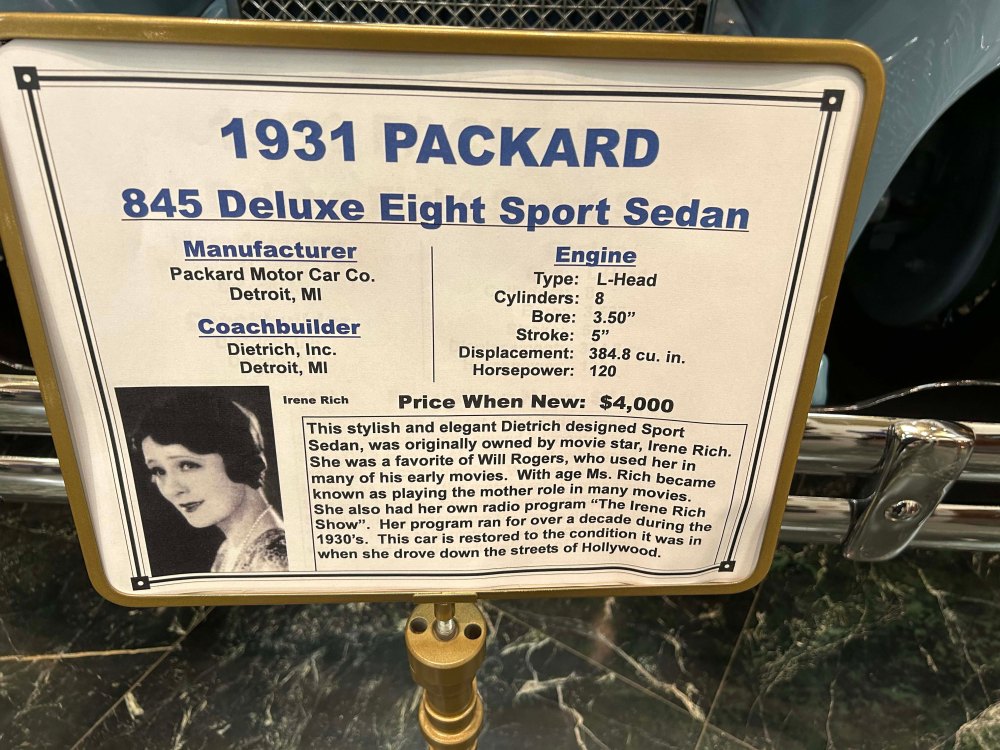 1931 PACKARD
845 Deluxe Eight Sport Sedan
Manufacturer
Packard Motor Car Co.
Detroit, MI
Coachbuilder
Dietrich, Inc.
Detroit, MI
Engine
Type: L-Head
Cylinders: 8
Bore: 3.50”
Stroke: 5”
Displacement: 384.8 cu. in.
Horsepower: 120
Irene Rich
Price When New: $4,000
This stylish and elegant Dietrich designed Sport
Sedan, was originally owned by movie star, Irene Rich.
She was a favorite of Will Rogers, who used her in
many of his early movies. With age Ms. Rich became
known as playing the mother role in many movies.
She also had her own radio program “The Irene Rich
Show”. Her program ran for over a decade during the
1930’s. This car is restored to the condition it was in
when she drove down the streets of Hollywood.